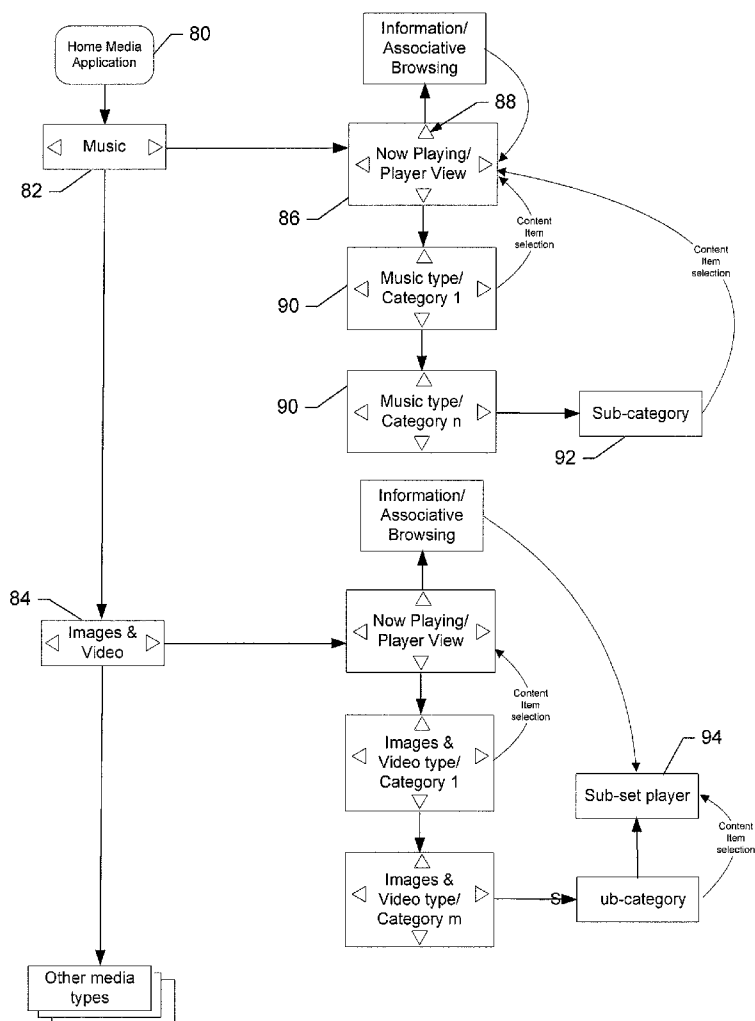 Home Media
Application
80
Information/
Associative
Browsing
88
Music
82
Now Playing/
Player View
86
Content
Item
selection
Content
Item
selection
90
Music type/
Category 1
90
Music type/
Category n
Sub-category
92
Information/
Associative
Browsing
84
Images &
Video
Now Playing/
Player View
Content
Item
selection
94
Images &
Video type/
Category 1
Sub-set player
Content
Item
selection
Images &
Video type/
Category m
S ub-category
Other media
types